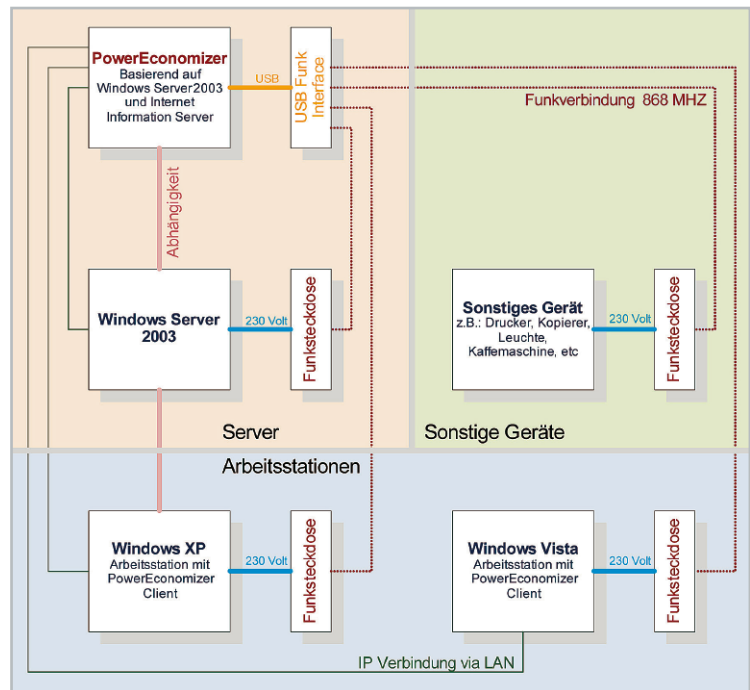 PowerEconomizer
Basierend auf
Windows Server 2003
und Internet
Information Server
USB
USB Funk
Interface
Funkverbindung 868 MHZ
Abhängigkeit
Windows Server
2003
230 Volt
Funksteckdose
Sonstiges Gerät
z.B.: Drucker, Kopierer,
Leuchte,
Kaffemaschine, etc
230 Volt
Funksteckdose
Server
Sonstige Geräte
Arbeitsstationen
Windows XP
Arbeitsstation mit
PowerEconomizer
Client
230 Volt
Funksteckdose
Windows Vista
Arbeitsstation mit
PowerEconomizer
Client
230 Volt
Funksteckdose
IP Verbindung via LAN